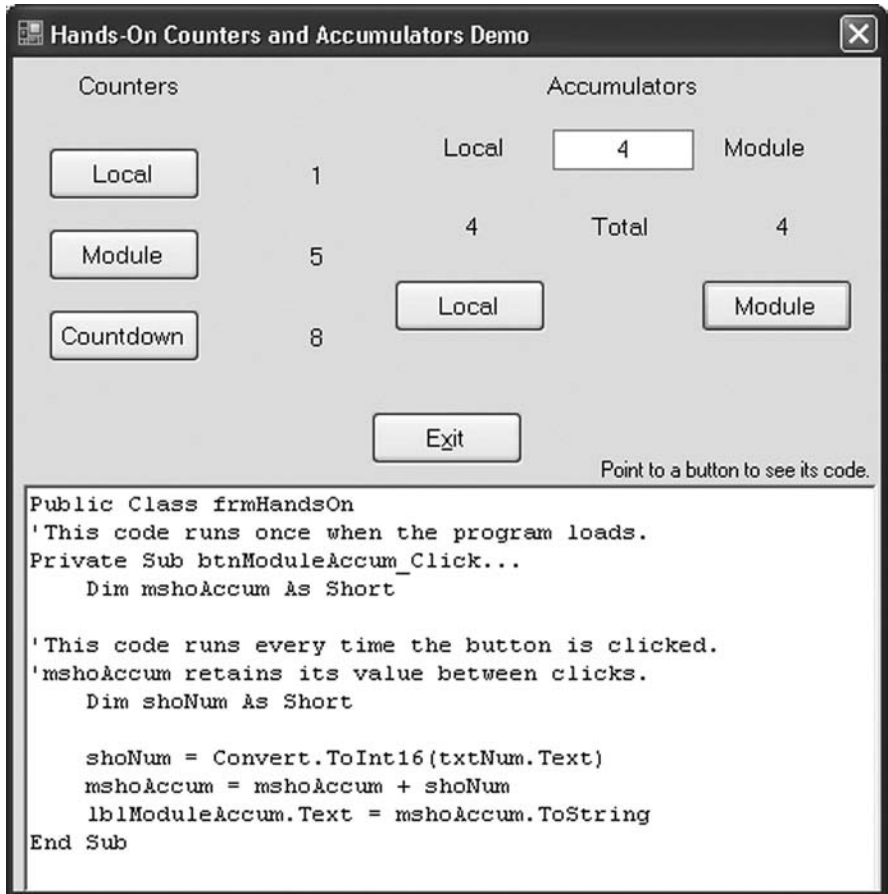 Hands-On Counters and Accumulators Demo
Counters
Accumulators
Local 4 Module
Local 1
4 Total 4
Module 5
Local Module
Countdown 8
Exit
Point to a button to see its code.
Public Class frmHandsOn
'This code runs once when the program loads.
Private Sub btnModuleAccum_Click...
    Dim mshoAccum As Short
'This code runs every time the button is clicked.
'mshoAccum retains its value between clicks.
    Dim shoNum As Short
    shoNum = Convert.ToInt16(txtNum.Text)
    mshoAccum = mshoAccum + shoNum
    lblModuleAccum.Text = mshoAccum.ToString
End Sub